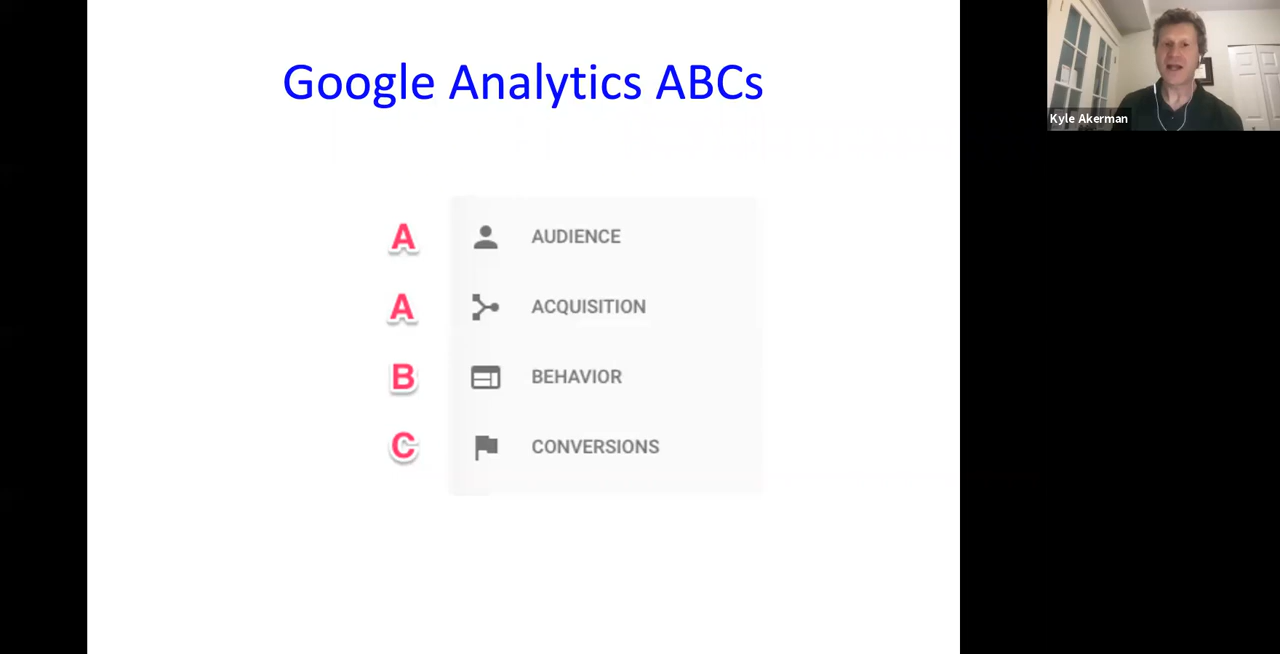 Google Analytics ABCs
Kyle Akerman
A AUDIENCE
A ACQUISITION
B BEHAVIOR
C CONVERSIONS